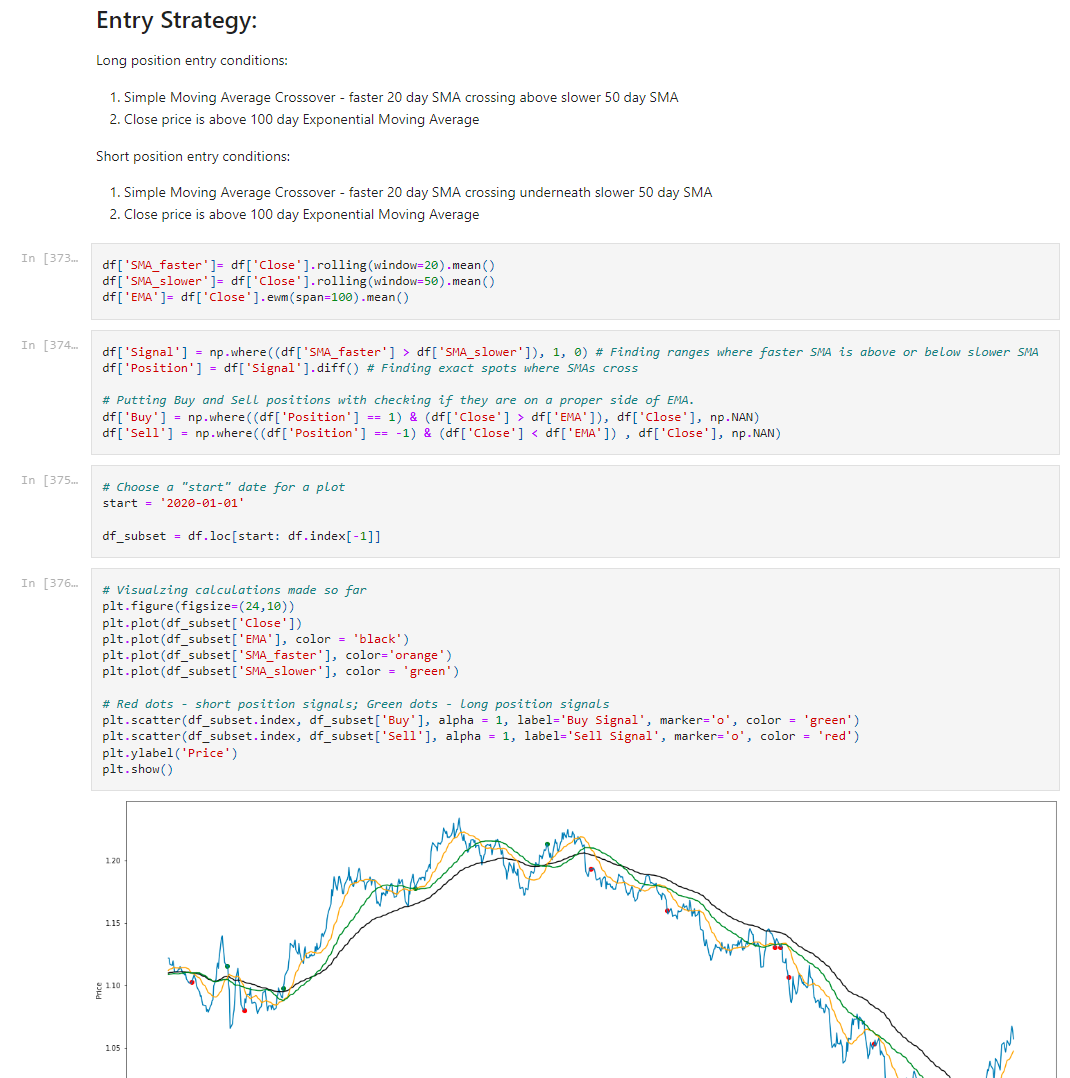 Entry Strategy:
Long position entry conditions:
1. Simple Moving Average Crossover - faster 20 day SMA crossing above slower 50 day SMA
2. Close price is above 100 day Exponential Moving Average
Short position entry conditions:
1. Simple Moving Average Crossover - faster 20 day SMA crossing underneath slower 50 day SMA
2. Close price is above 100 day Exponential Moving Average
In [373…
df['SMA_faster']= df['Close'].rolling(window=20).mean()
df['SMA_slower']= df['Close'].rolling(window=50).mean()
df['EMA']= df['Close'].ewm(span=100).mean()
In [374…
df['Signal'] = np.where((df['SMA_faster'] > df['SMA_slower']), 1, 0) # Finding ranges where faster SMA is above or below slower SMA
df['Position'] = df['Signal'].diff() # Finding exact spots where SMAs cross
# Putting Buy and Sell positions with checking if they are on a proper side of EMA.
df['Buy'] = np.where((df['Position'] == 1) & (df['Close'] > df['EMA']), df['Close'], np.NAN)
df['Sell'] = np.where((df['Position'] == -1) & (df['Close'] < df['EMA']) , df['Close'], np.NAN)
In [375…
# Choose a "start" date for a plot
start = '2020-01-01'
df_subset = df.loc[start: df.index[-1]]
In [376…
# Visualzing calculations made so far
plt.figure(figsize=(24,10))
plt.plot(df_subset['Close'])
plt.plot(df_subset['EMA'], color = 'black')
plt.plot(df_subset['SMA_faster'], color='orange')
plt.plot(df_subset['SMA_slower'], color = 'green')
# Red dots - short position signals; Green dots - long position signals
plt.scatter(df_subset.index, df_subset['Buy'], alpha = 1, label='Buy Signal', marker='o', color = 'green')
plt.scatter(df_subset.index, df_subset['Sell'], alpha = 1, label='Sell Signal', marker='o', color = 'red')
plt.ylabel('Price')
plt.show()
1.20
1.15
1.10
Price
1.05